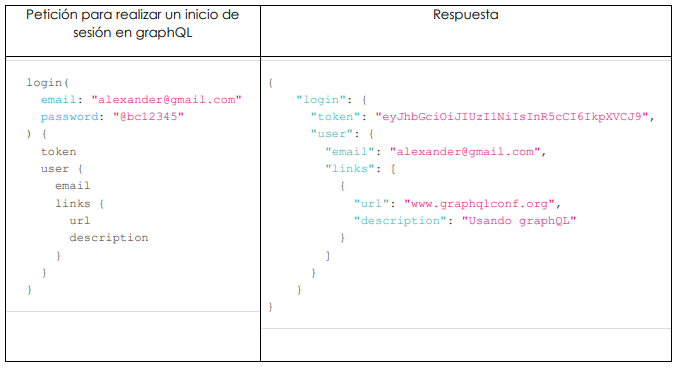 Petición para realizar un inicio de
sesión en graphQL
Respuesta
login(
email: "alexander@gmail.com"
password: "@bc12345"
) {
token
user {
email
links {
url
description
}
}
}
{
"login": {
"token": "eyJhbGciOiJIUzI1NiIsInR5cCI6IkpXVCJ9",
"user": {
"email": "alexander@gmail.com",
"links": [
{
"url": "www.graphqlconf.org",
"description": "Usando graphQL"
}
]
}
}
}